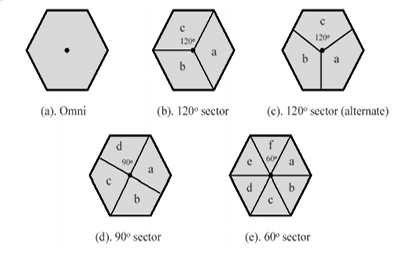 c
120°
a
b
c
120°
b
a
(a). Omni
(b). 120° sector
(c). 120° sector (alternate)
d
90°
a
c
b
f
e
60°
a
d
b
c
(d). 90° sector
(e). 60° sector